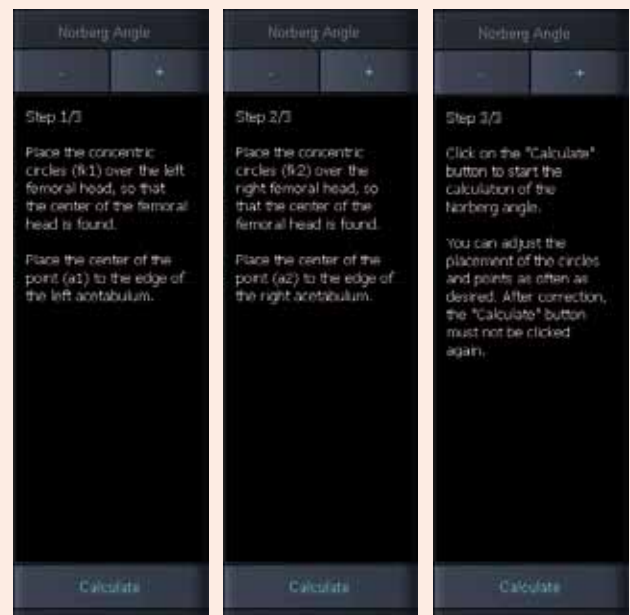 Norberg Angle
- +
Step 1/3
Place the concentric
circles (fk1) over the left
femoral head, so that
the center of the femoral
head is found.
Place the center of the
point (a1) to the edge of
the left acetabulum.
Calculate
Norberg Angle
- +
Step 2/3
Place the concentric
circles (fk2) over the
right femoral head, so
that the center of the
femoral head is found.
Place the center of the
point (a2) to the edge of
the right acetabulum.
Calculate
Norberg Angle
- +
Step 3/3
Click on the "Calculate"
button to start the
calculation of the
Norberg angle.
You can adjust the
placement of the circles
and points as often as
desired. After correction,
the "Calculate" button
must not be clicked
again.
Calculate